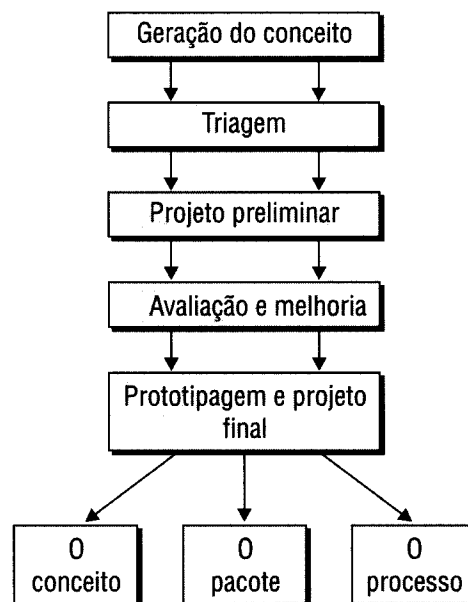 Geração do conceito
Triagem
Projeto preliminar
Avaliação e melhoria
Prototipagem e projeto
final
O
conceito
O
pacote
O
processo